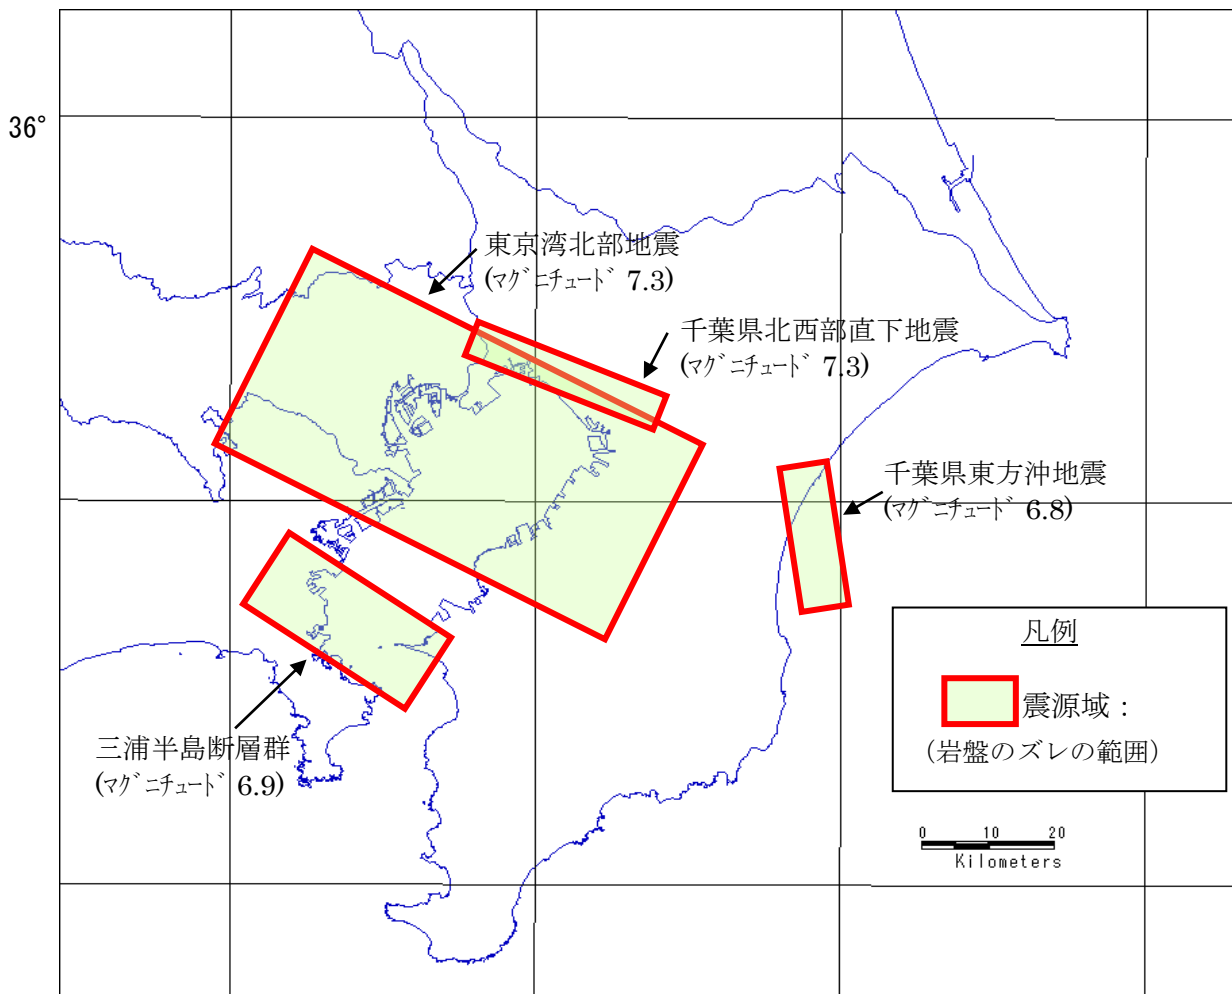 36°
東京湾北部地震
(ﾏｸﾞﾆﾁｭｰﾄﾞ 7.3)
千葉県北西部直下地震
(ﾏｸﾞﾆﾁｭｰﾄﾞ 7.3)
千葉県東方沖地震
(ﾏｸﾞﾆﾁｭｰﾄﾞ 6.8)
三浦半島断層群
(ﾏｸﾞﾆﾁｭｰﾄﾞ 6.9)
凡例
震源域：
(岩盤のズレの範囲)
0 10 20
Kilometers